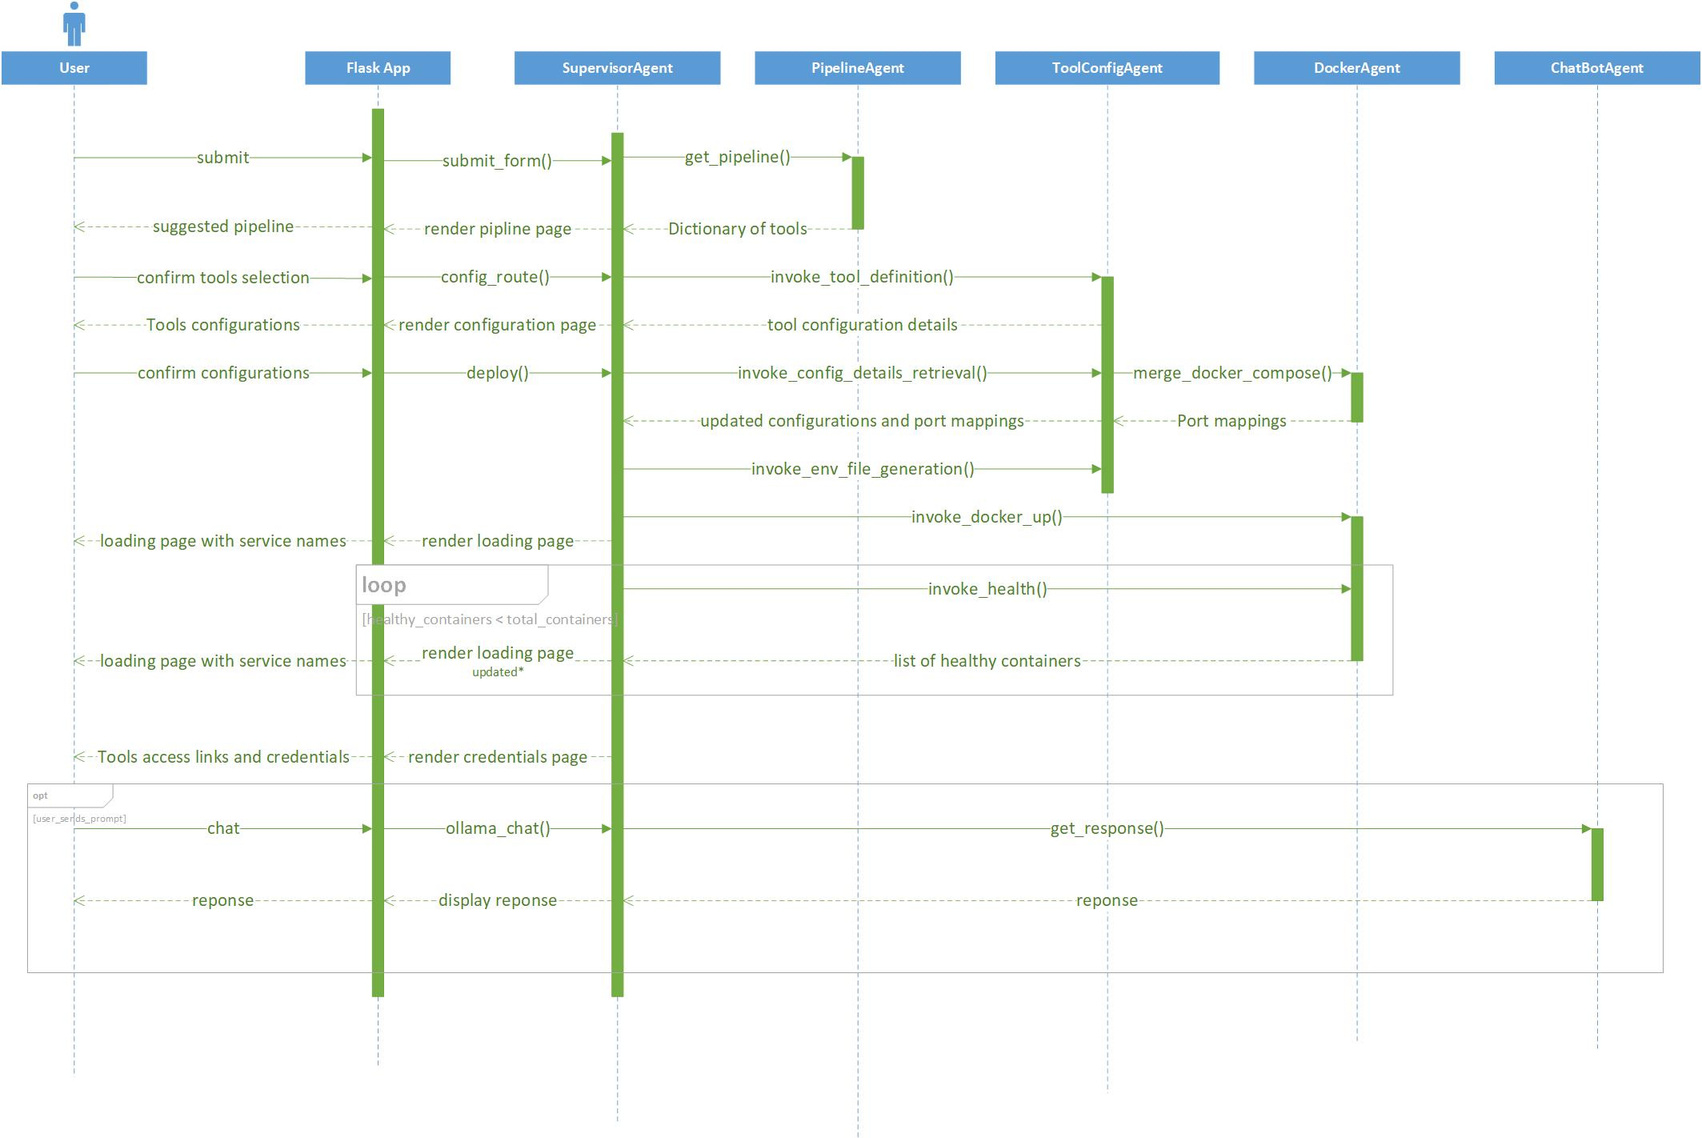 User
Flask App
SupervisorAgent
PipelineAgent
ToolConfigAgent
DockerAgent
ChatBotAgent
submit
submit_form()
get_pipeline()
suggested pipeline
render pipline page
Dictionary of tools
confirm tools selection
config_route()
invoke_tool_definition()
Tools configurations
render configuration page
tool configuration details
confirm configurations
deploy()
invoke_config_details_retrieval()
merge_docker_compose()
updated configurations and port mappings
Port mappings
invoke_env_file_generation()
invoke_docker_up()
loading page with service names
render loading page
loop
invoke_health()
[healthy_containers < total_containers]
loading page with service names
render loading page
updated*
list of healthy containers
Tools access links and credentials
render credentials page
opt
[user_sends_prompt]
chat
ollama_chat()
get_response()
reponse
display reponse
reponse